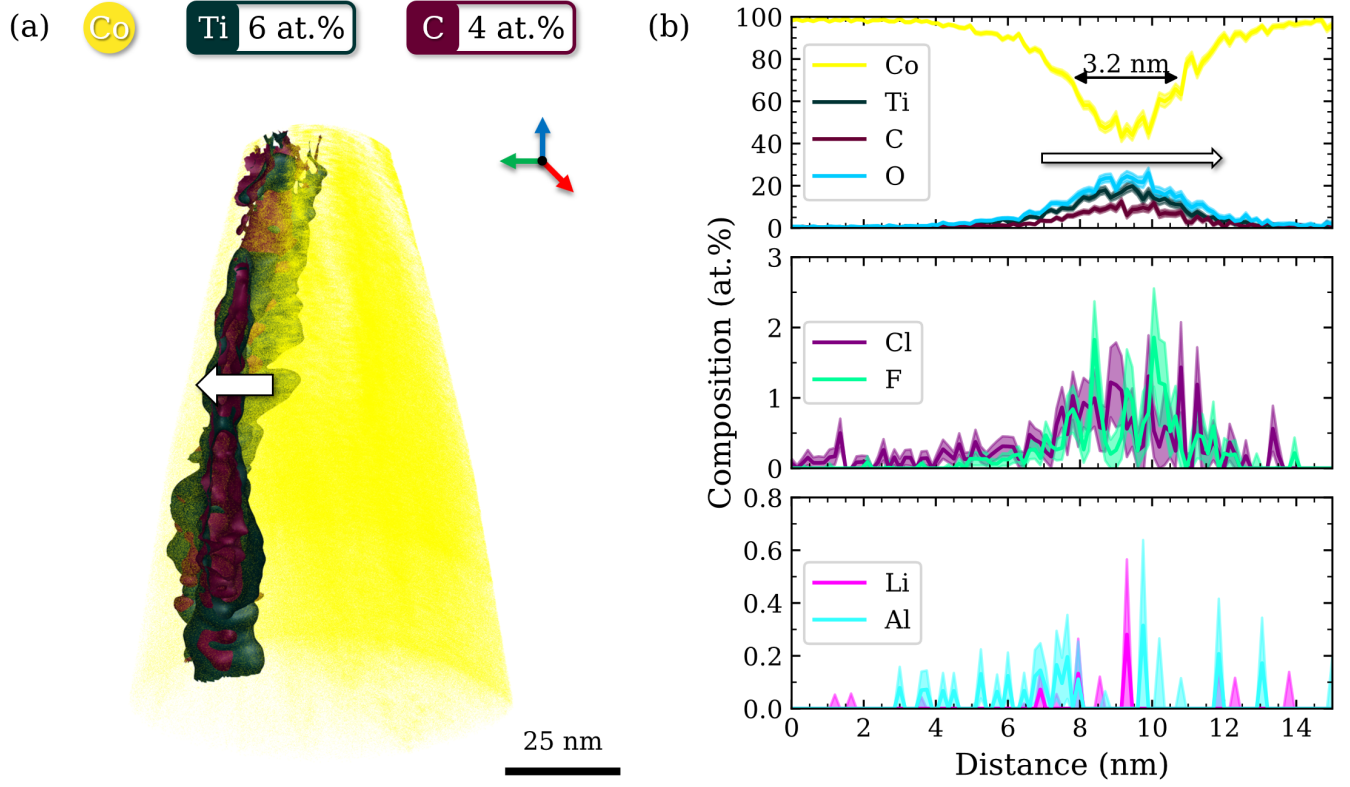 (a) Co Ti 6 at.% C 4 at.%
25 nm
(b)
Composition (at.%)
100
80
60
40
20
0
Co
Ti
C
O
3.2 nm
3
2
1
0
Cl
F
0.8
0.6
0.4
0.2
0.0
Li
Al
0 2 4 6 8 10 12 14
Distance (nm)